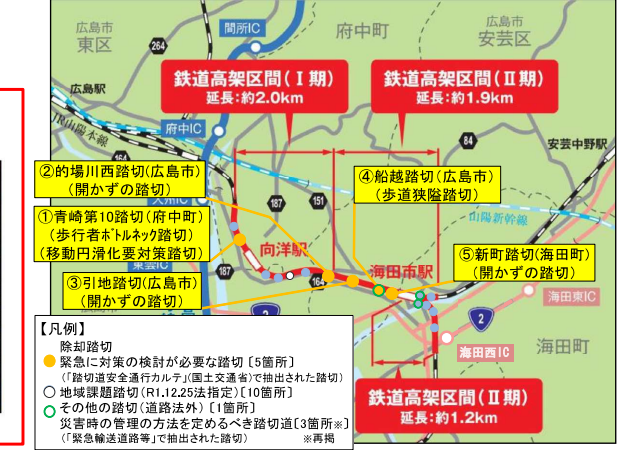 広島市
東区
264
間所IC
府中町
広島市
安芸区
広島駅
鉄道高架区間(Ⅰ期)
延長:約2.0km
鉄道高架区間(Ⅱ期)
延長:約1.9km
府中IC
JR山陽本線
164
84
安芸中野駅
②的場川西踏切(広島市)
(開かずの踏切)
④船越踏切(広島市)
(歩道狭隘踏切)
187
151
山陽新幹線
①青崎第10踏切(府中町)
(歩行者ボトルネック踏切)
(移動円滑化要対策踏切)
向洋駅
⑤新町踏切(海田町)
(開かずの踏切)
187
海田市駅
③引地踏切(広島市)
(開かずの踏切)
164
海田東IC
2
2
海田西IC
海田町
【凡例】
除却踏切
緊急に対策の検討が必要な踏切〔5箇所〕
(「踏切道安全通行カルテ」(国土交通省)で抽出された踏切)
地域課題踏切(R1.12.25法指定)〔10箇所〕
その他の踏切(道路法外)〔1箇所〕
災害時の管理の方法を定めるべき踏切道〔3箇所※〕
(「緊急輸送道路等」で抽出された踏切) ※再掲
鉄道高架区間(Ⅱ期)
延長:約1.2km